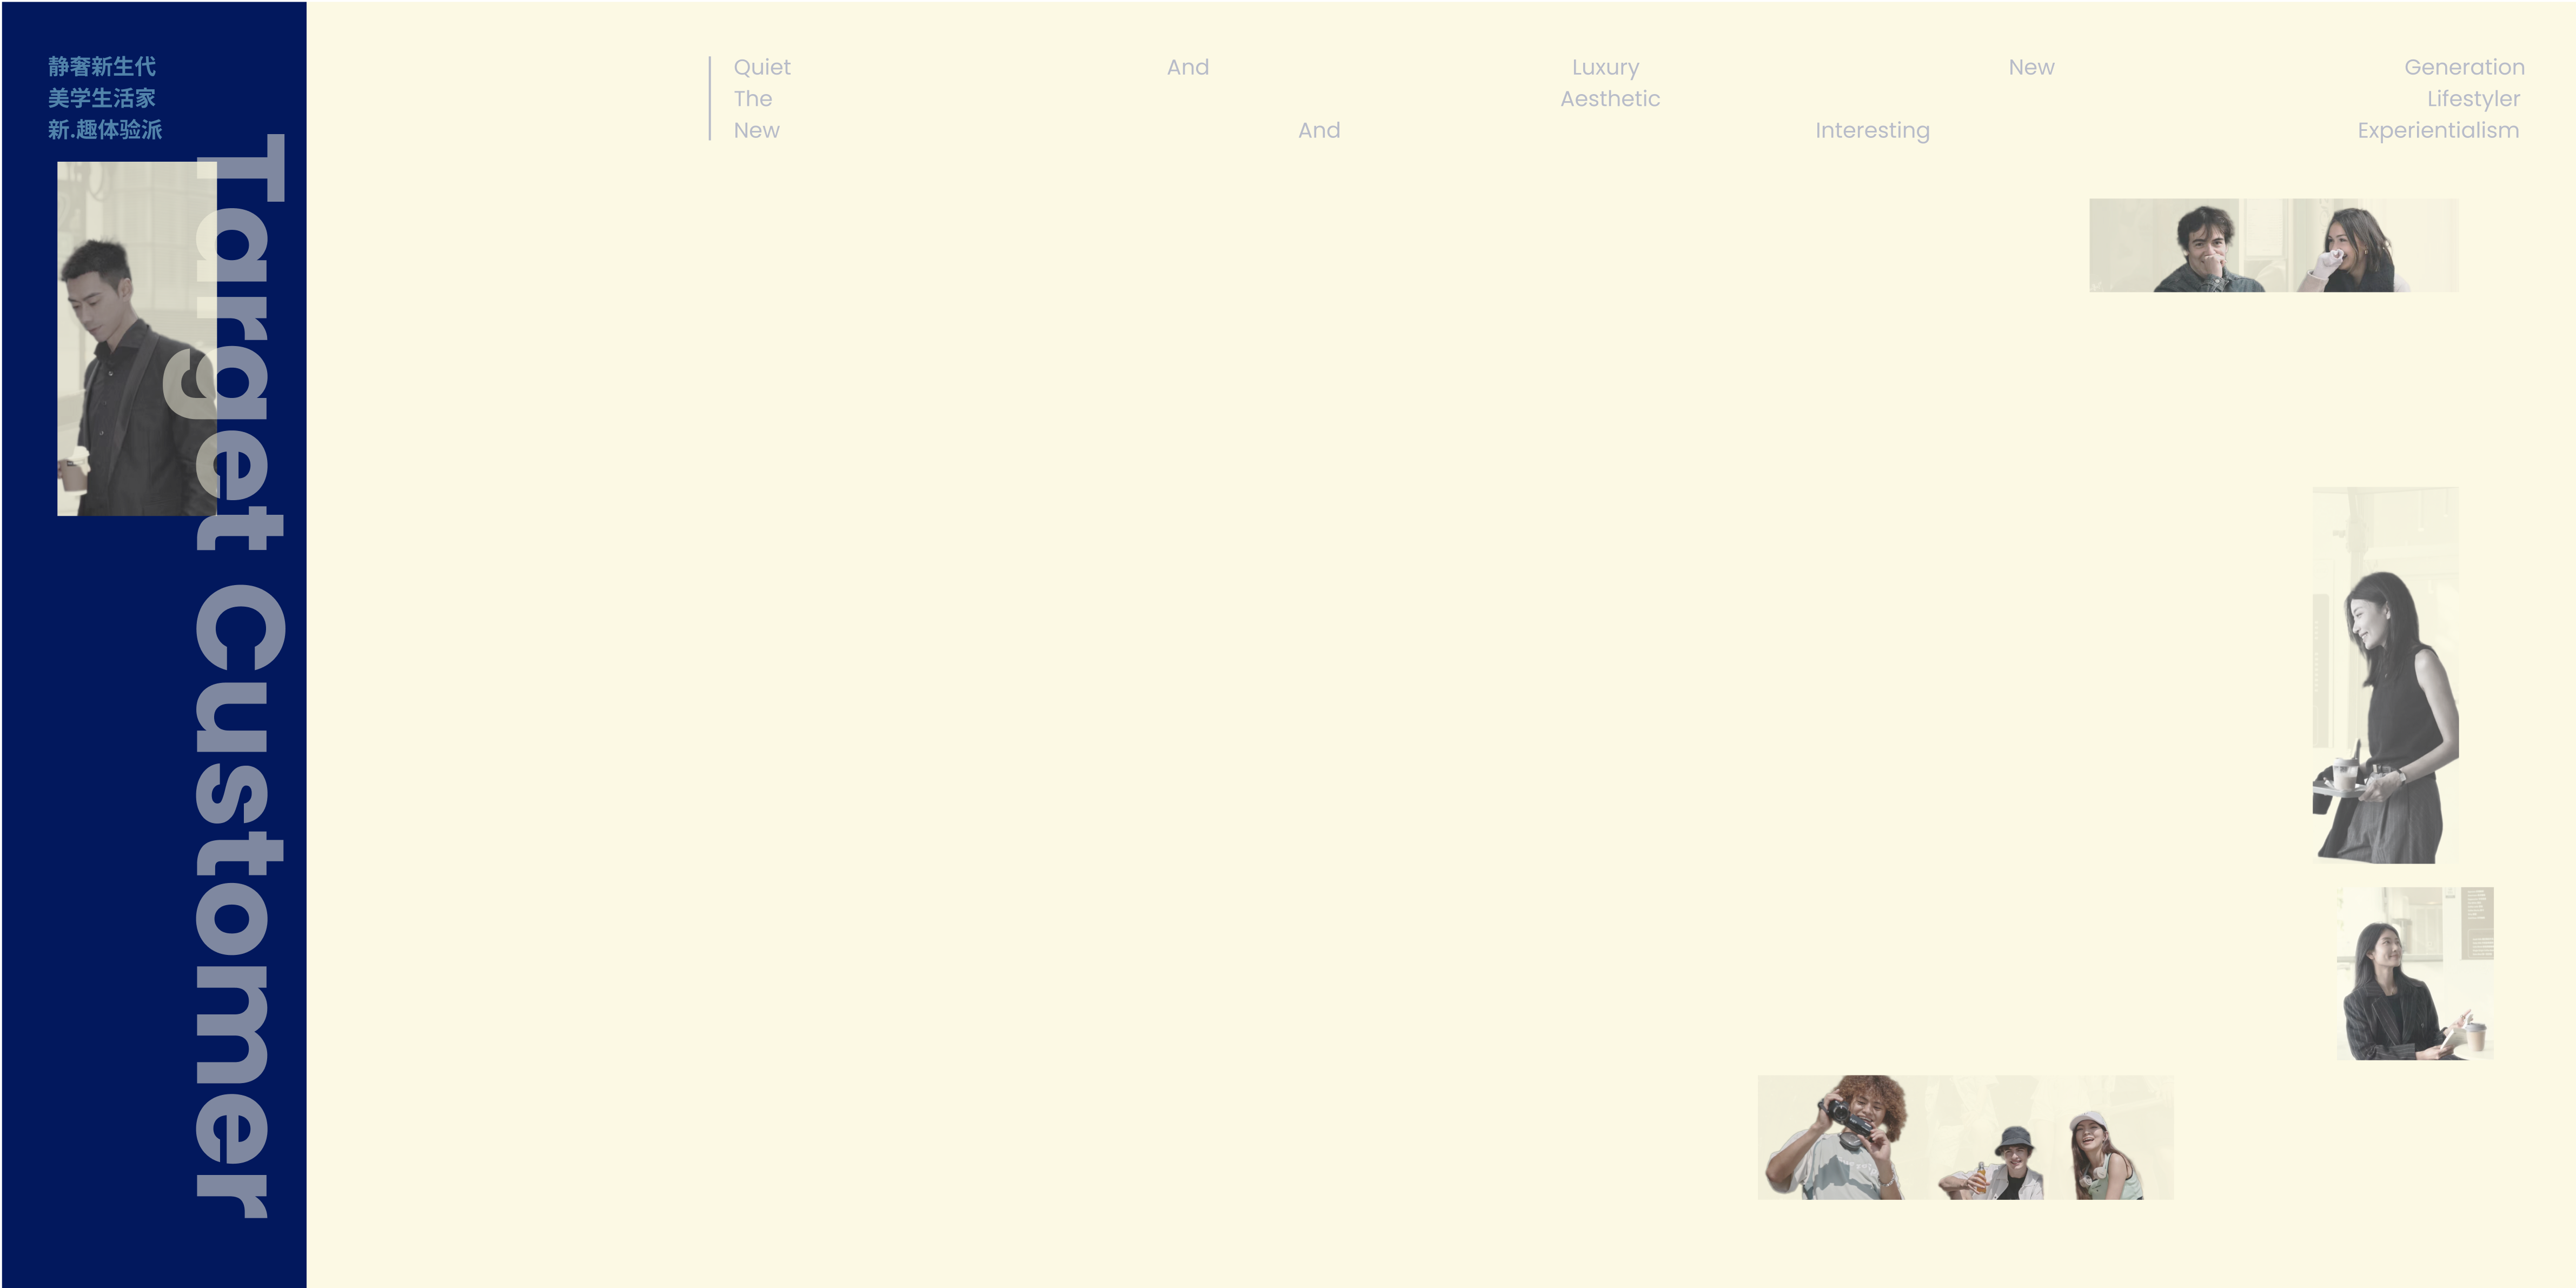 静奢新生代
美学生活家
新.趣体验派
Target Customer
Quiet And Luxury New Generation
The Aesthetic Lifestyler
New And Interesting Experientialism